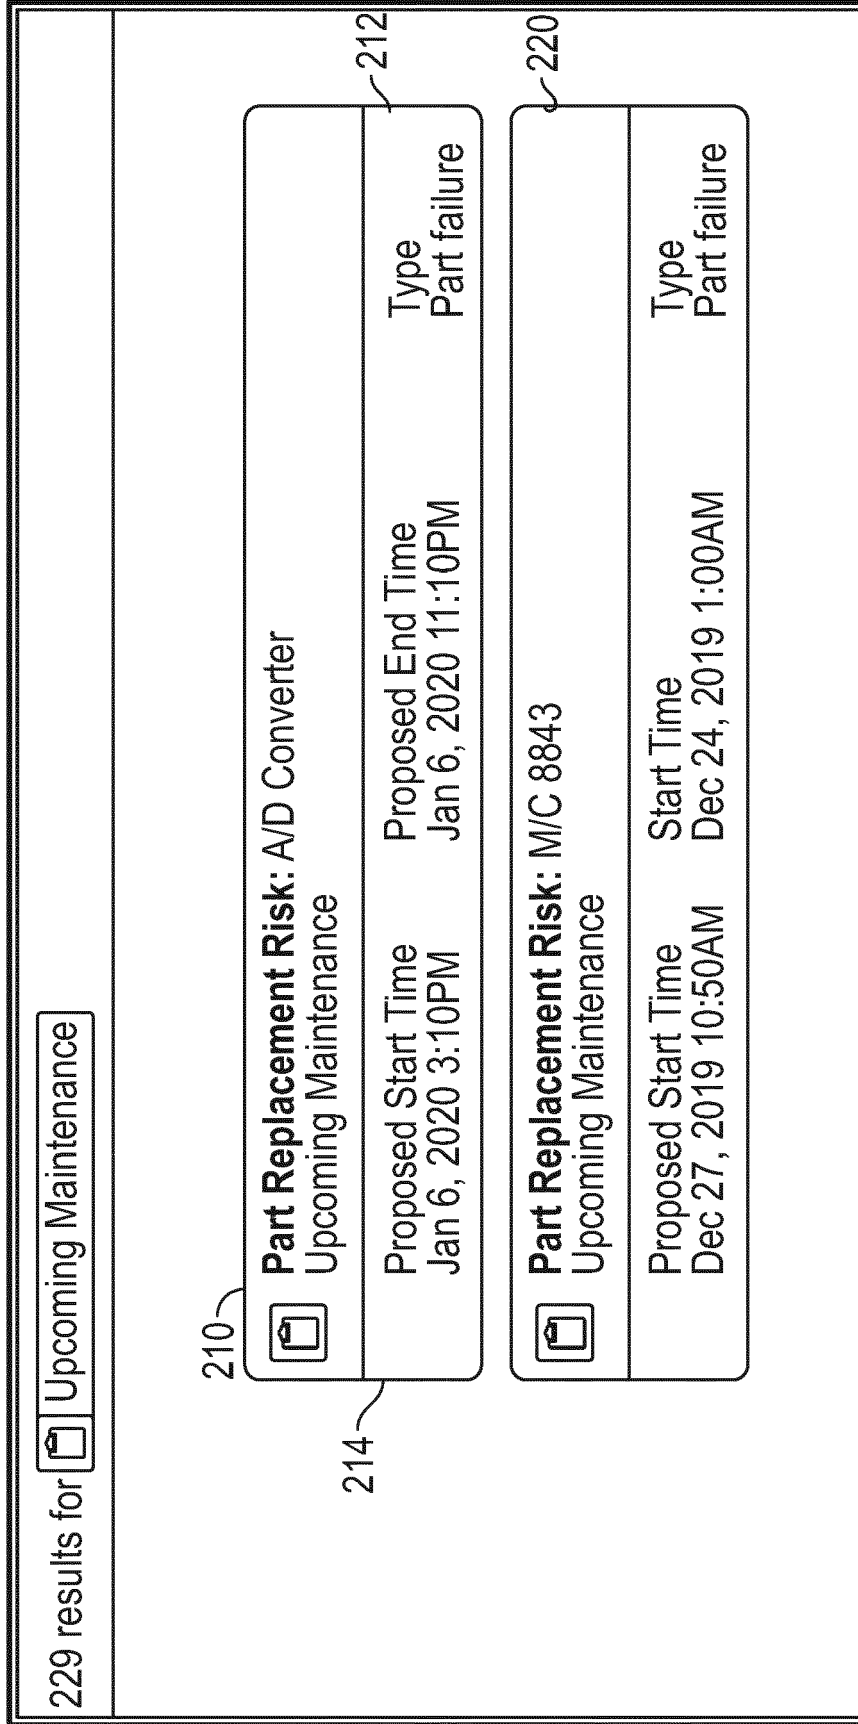 229 results for Upcoming Maintenance
210
212
Part Replacement Risk: A/D Converter
Upcoming Maintenance
214
Proposed Start Time Proposed End Time Type
Jan 6, 2020 3:10PM Jan 6, 2020 11:10PM Part failure
220
Part Replacement Risk: M/C 8843
Upcoming Maintenance
Proposed Start Time Start Time Type
Dec 27, 2019 10:50AM Dec 24, 2019 1:00AM Part failure